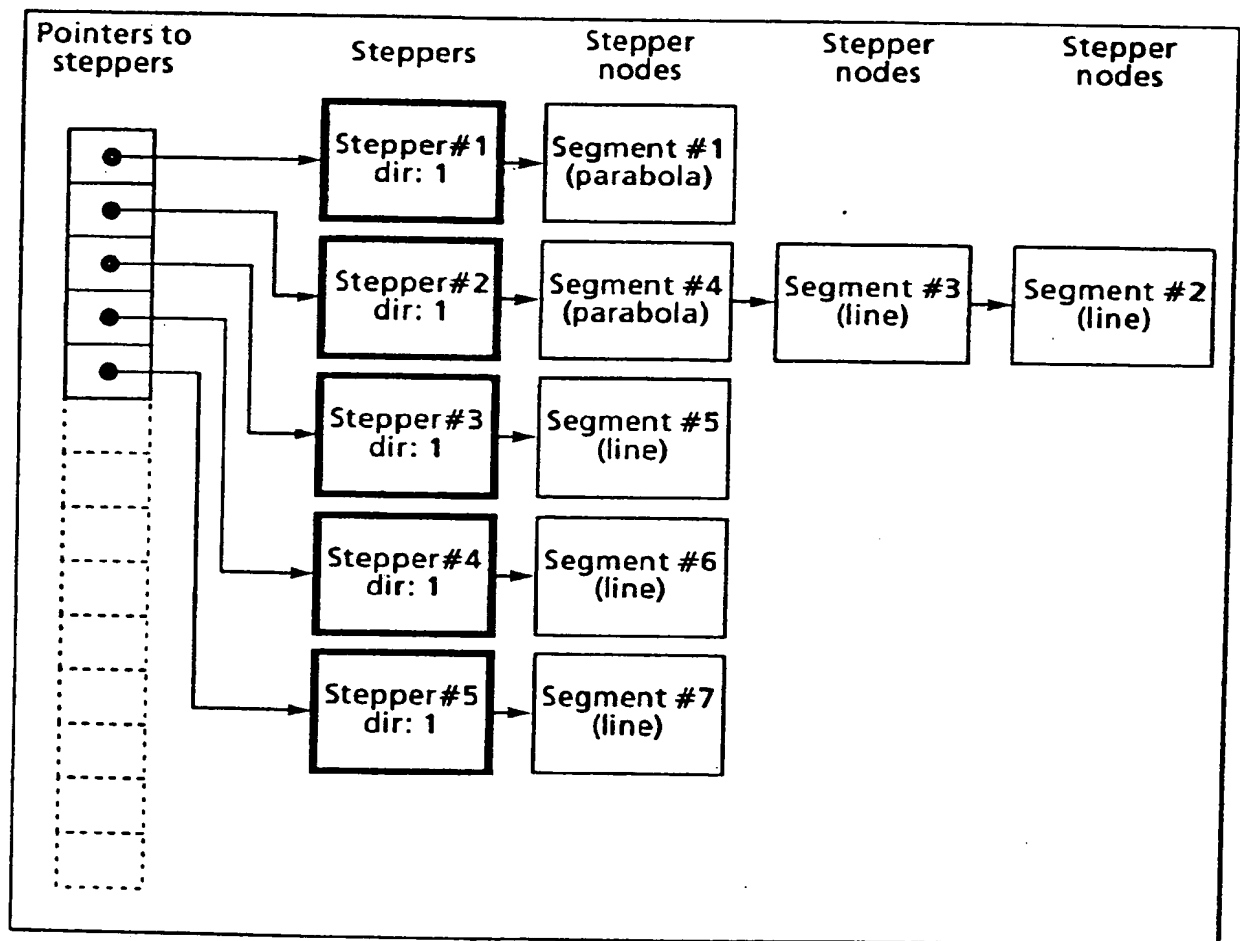 Pointers to
steppers
Steppers
Stepper
nodes
Stepper
nodes
Stepper
nodes
Stepper#1
dir: 1
Segment #1
(parabola)
Stepper#2
dir: 1
Segment #4
(parabola)
Segment #3
(line)
Segment #2
(line)
Stepper#3
dir: 1
Segment #5
(line)
Stepper#4
dir: 1
Segment #6
(line)
Stepper#5
dir: 1
Segment #7
(line)